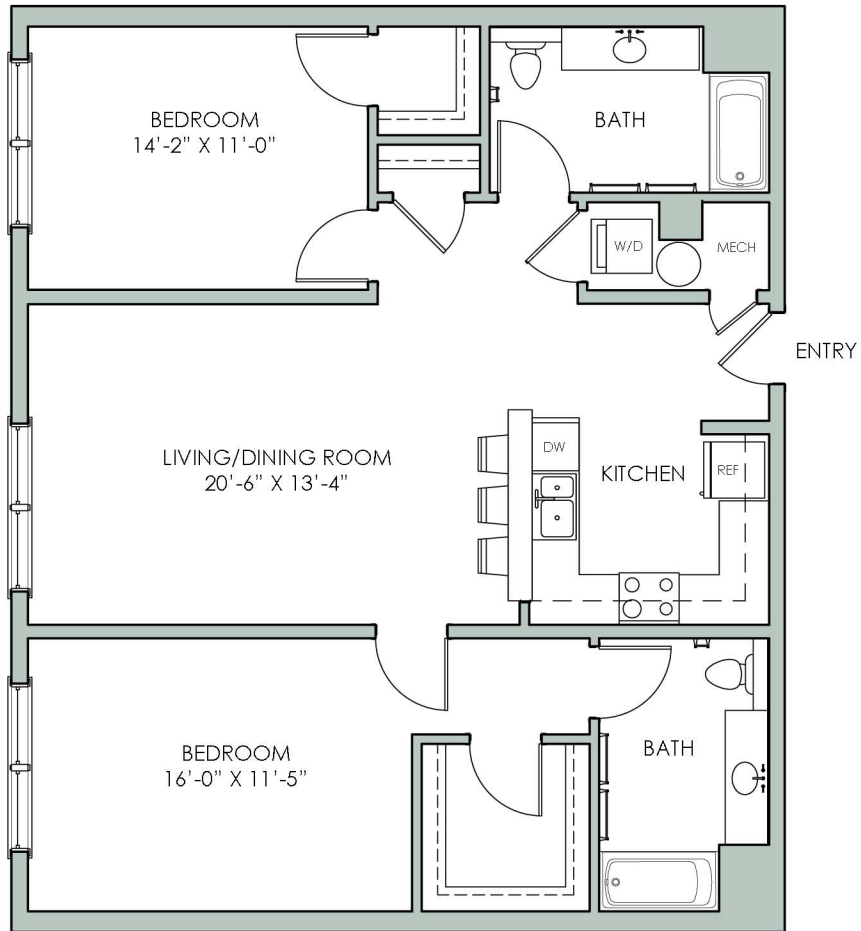 BEDROOM
14'-2” X 11'-0”
BATH
W/D
MECH
ENTRY
LIVING/DINING ROOM
20'-6” X 13'-4”
DW
KITCHEN
REF
BEDROOM
16'-0” X 11'-5”
BATH